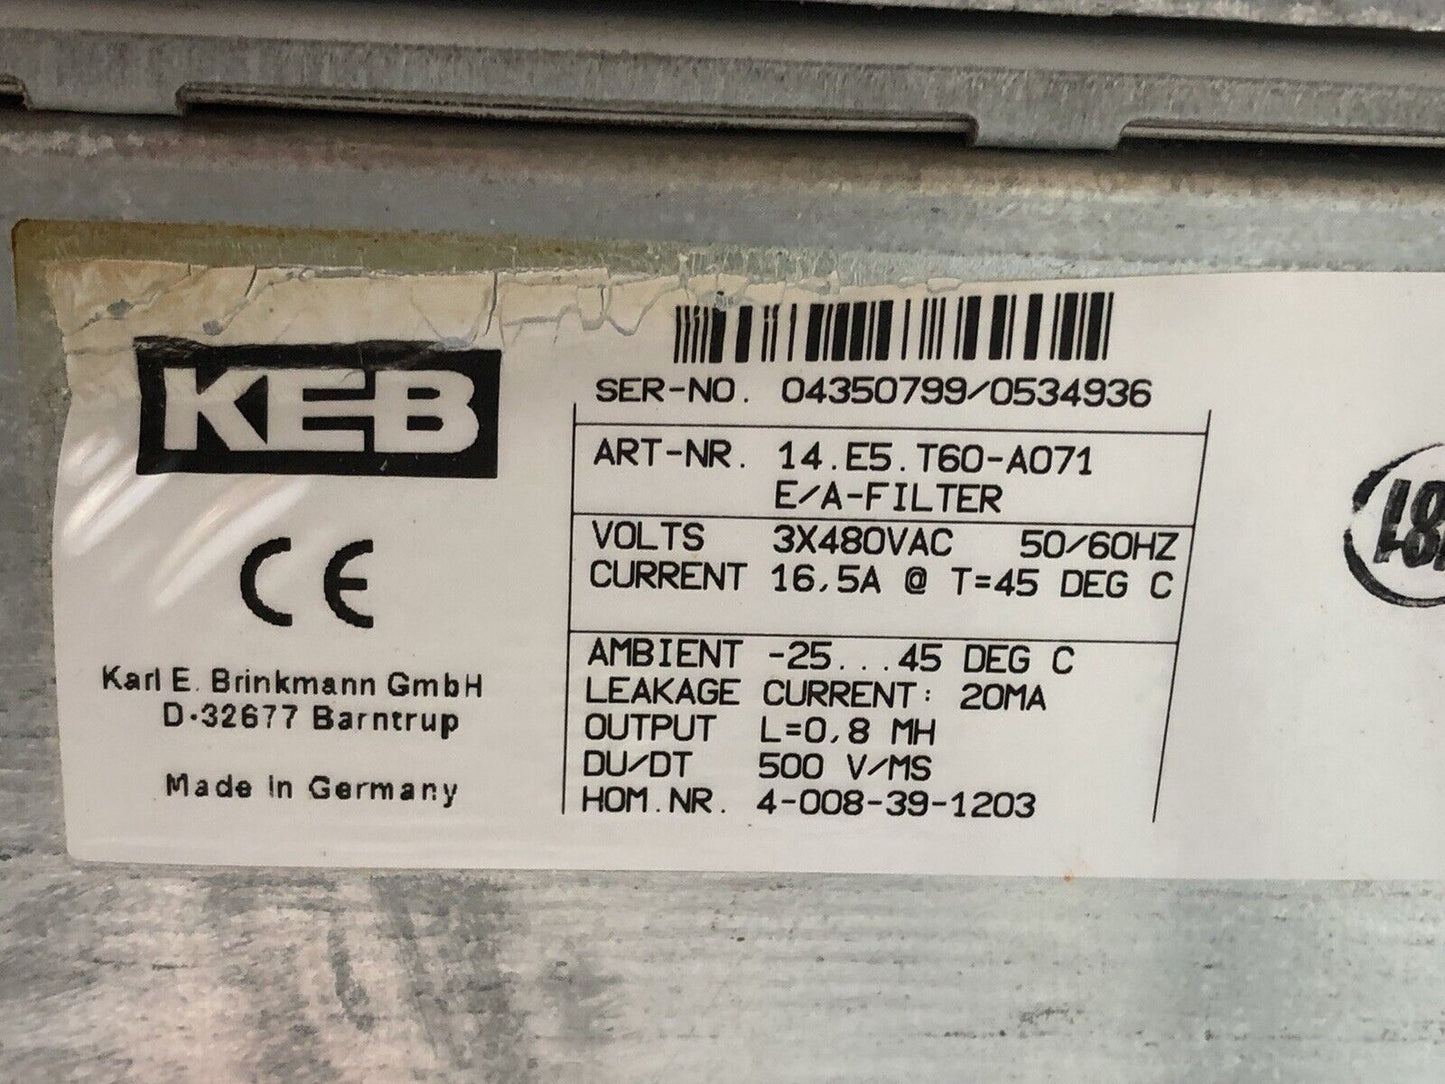 KEB
CE
Karl E. Brinkmann GmbH
D-32677 Barntrup
Made In Germany
SER-NO. 04350799/0534936
ART-NR. 14.E5.T60-A071
E/A-FILTER
VOLTS 3X480VAC 50/60HZ
CURRENT 16,5A @ T=45 DEG C
AMBIENT -25...45 DEG C
LEAKAGE CURRENT: 20MA
OUTPUT L=0,8 MH
DU/DT 500 V/MS
HOM.NR. 4-008-39-1203